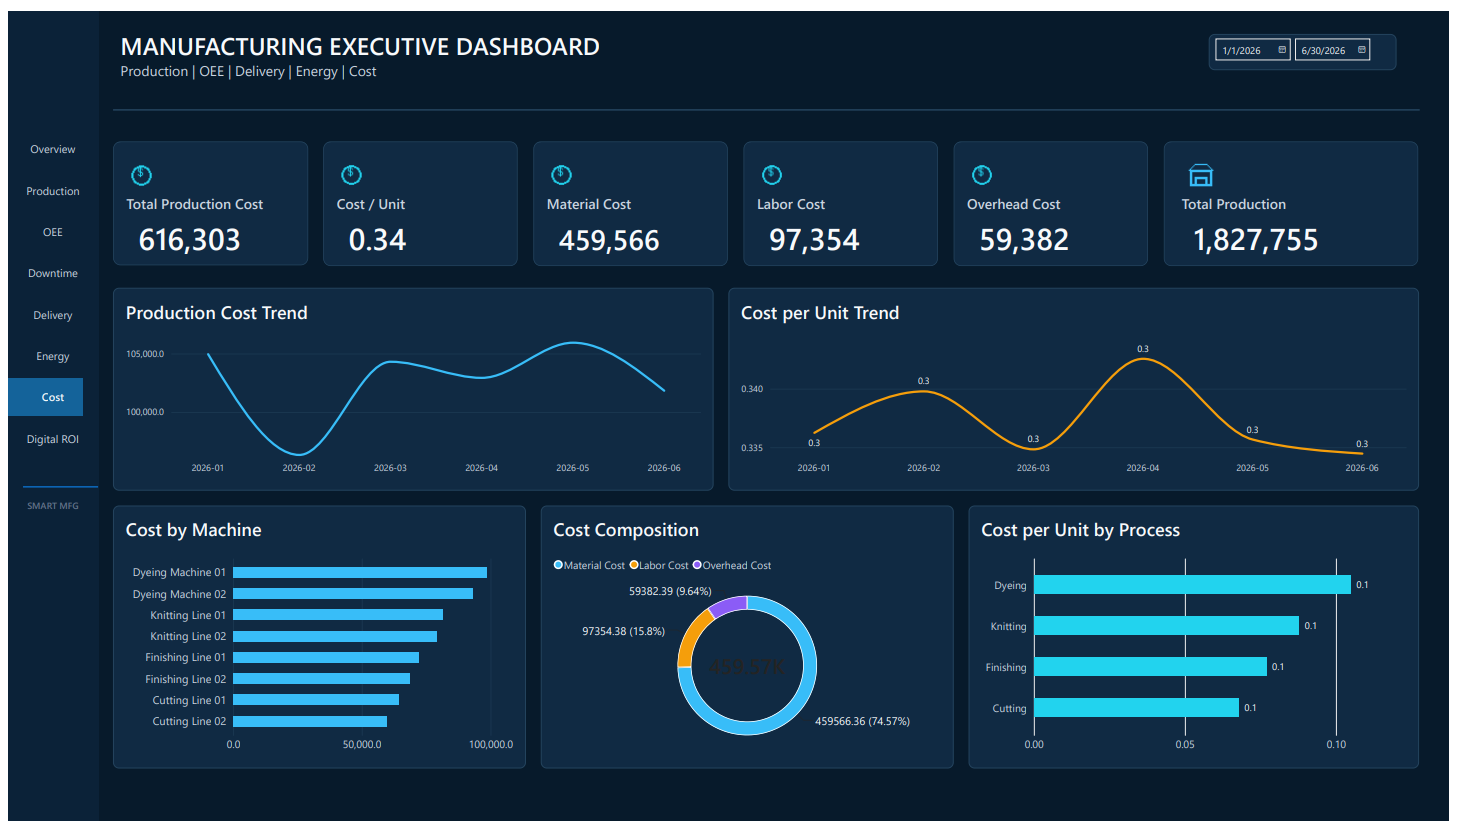 MANUFACTURING EXECUTIVE DASHBOARD
Production | OEE | Delivery | Energy | Cost
1/1/2026
6/30/2026
Overview
Production
OEE
Downtime
Delivery
Energy
Cost
Digital ROI
SMART MFG
Total Production Cost
616,303
Cost / Unit
0.34
Material Cost
459,566
Labor Cost
97,354
Overhead Cost
59,382
Total Production
1,827,755
Production Cost Trend
105,000.0
100,000.0
2026-01 2026-02 2026-03 2026-04 2026-05 2026-06
Cost per Unit Trend
0.340
0.335
0.3 0.3 0.3 0.3 0.3 0.3
2026-01 2026-02 2026-03 2026-04 2026-05 2026-06
Cost by Machine
Dyeing Machine 01
Dyeing Machine 02
Knitting Line 01
Knitting Line 02
Finishing Line 01
Finishing Line 02
Cutting Line 01
Cutting Line 02
0.0 50,000.0 100,000.0
Cost Composition
Material Cost Labor Cost Overhead Cost
59382.39 (9.64%)
97354.38 (15.8%)
459566.36 (74.57%)
Cost per Unit by Process
Dyeing 0.1
Knitting 0.1
Finishing 0.1
Cutting 0.1
0.00 0.05 0.10